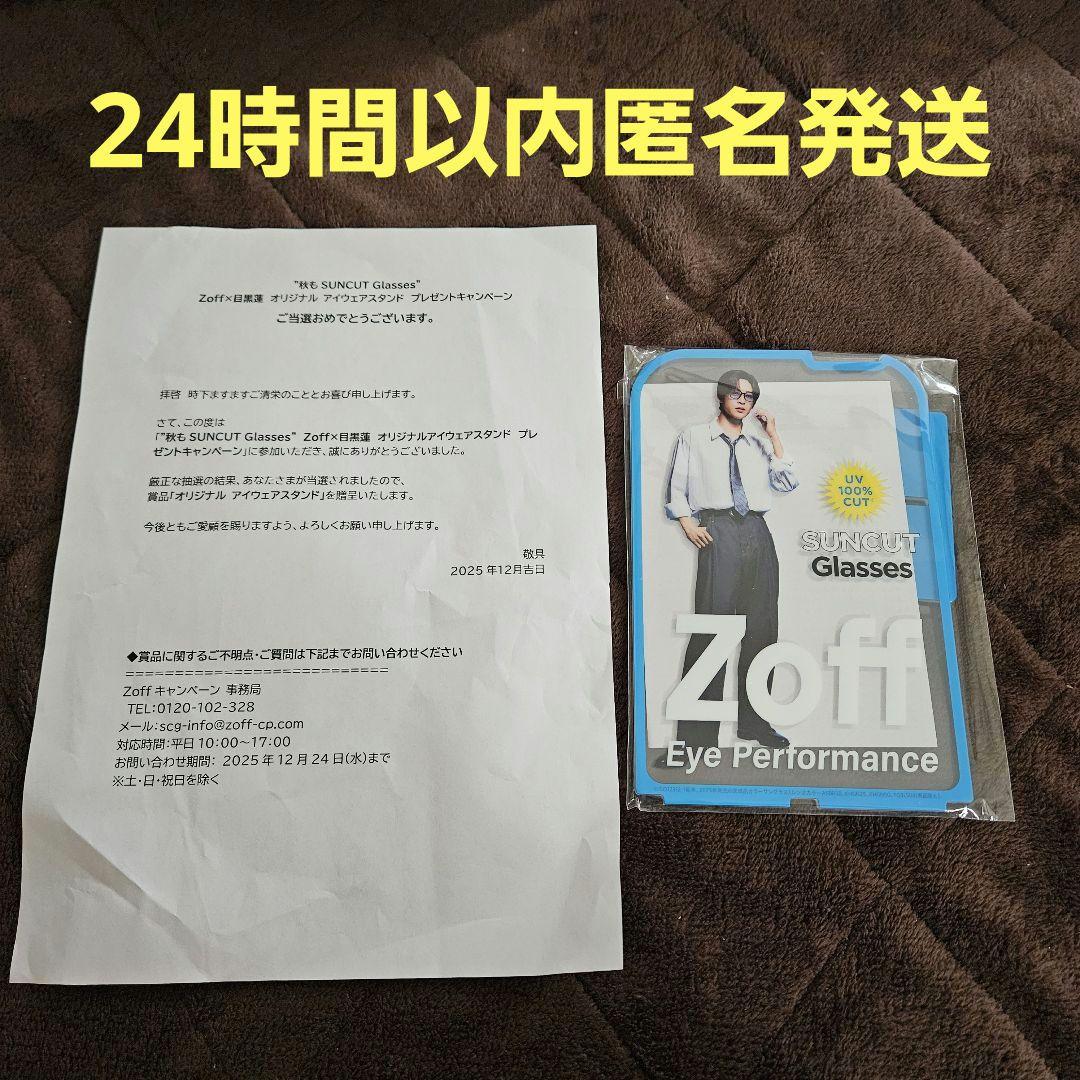 24時間以内匿名発送
"秋も SUNCUT Glasses"
Zoff×目黒蓮 オリジナル アイウェアスタンド プレゼントキャンペーン
ご当選おめでとうございます。
拝啓 時下ますますご清栄のこととお喜び申し上げます。
さて、この度は
「"秋も SUNCUT Glasses" Zoff×目黒蓮 オリジナルアイウェアスタンド プレ
ゼントキャンペーン」に参加いただき、誠にありがとうございました。
厳正な抽選の結果、あなたさまが当選されましたので、
賞品「オリジナル アイウェアスタンド」を贈呈いたします。
今後ともご愛顧を賜りますよう、よろしくお願い申し上げます。
敬具
2025年12月吉日
◆賞品に関するご不明点・ご質問は下記までお問い合わせください
===========================
Zoff キャンペーン 事務局
TEL:0120-102-328
メール:scg-info@zoff-cp.com
対応時間:平日10:00~17:00
お問い合わせ期間: 2025年12月24日(水)まで
※土・日・祝日を除く
UV
100%
CUT
SUNCUT
Glasses
Zoff
Eye Performance